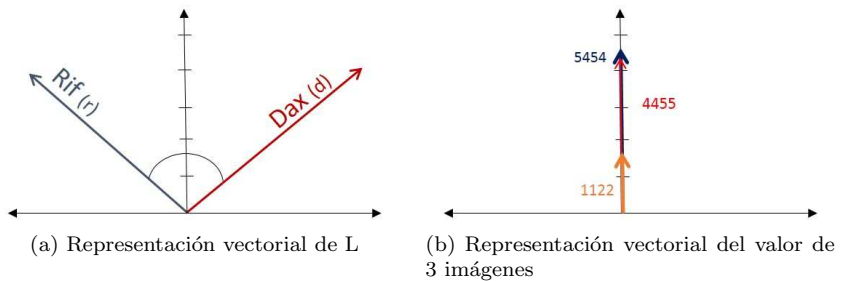 Rif (r)
Dax (d)
5454
4455
1122
(a) Representación vectorial de L
(b) Representación vectorial del valor de
3 imágenes